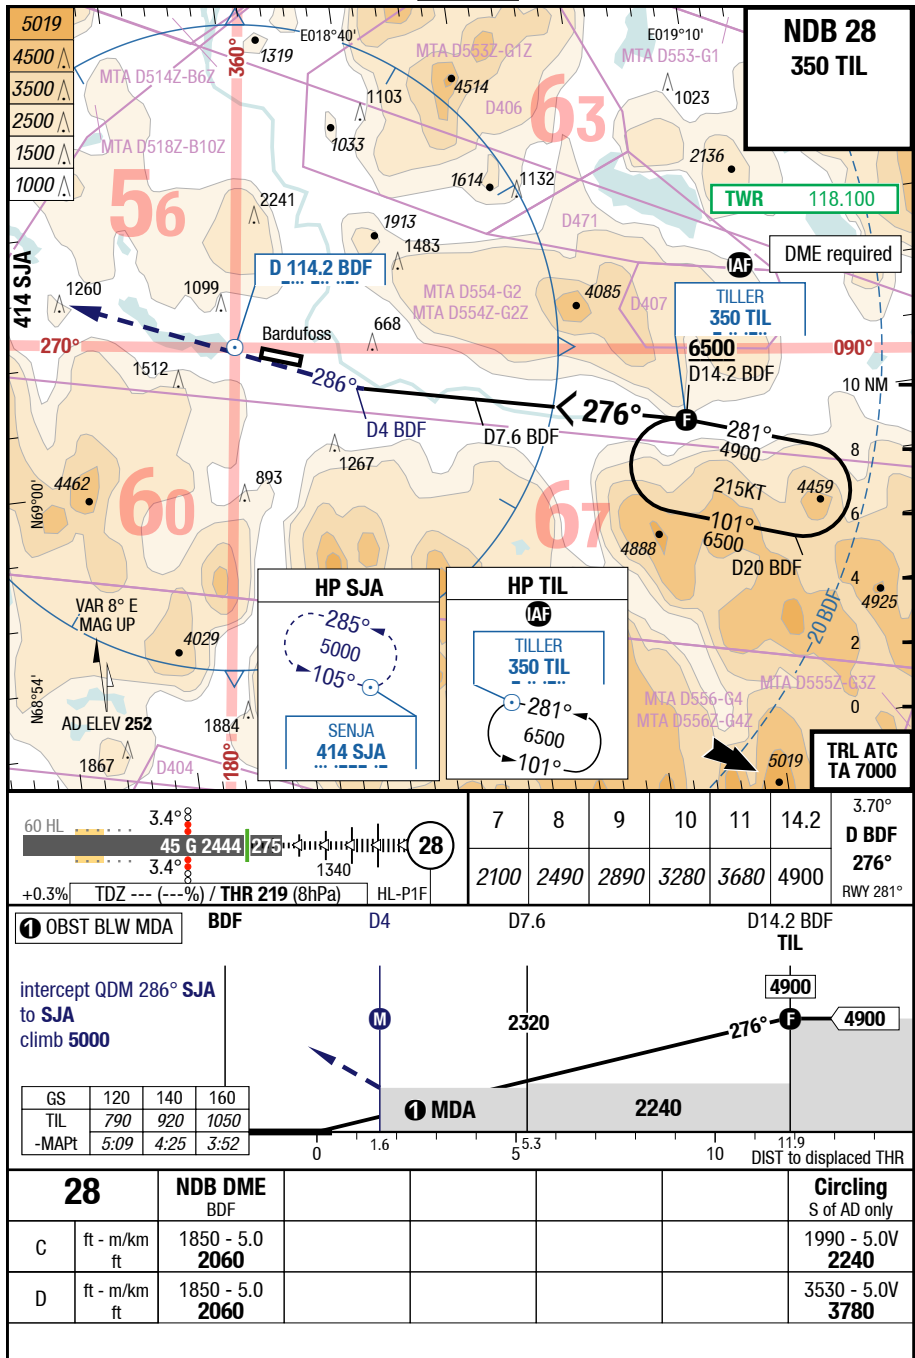 5019
4500
3500
2500
1500
1000
NDB 28
350 TIL
E018°40'
E019°10'
360°
1319
MTA D553Z-G1Z
MTA D553-G1
MTA D514Z-B6Z
4514
1103
D406
63
1023
1033
MTA D518Z-B10Z
2136
56
1614
1132
TWR 118.100
2241
1913
D471
1483
DME required
414 SJA
D 114.2 BDF
IAF
1260
1099
MTA D554-G2
MTA D554Z-G2Z
4085
D407
TILLER
350 TIL
Bardufoss
668
270°
6500
090°
D14.2 BDF
1512
286°
10 NM
276°
F
D4 BDF
D7.6 BDF
281°
4900
8
1267
4462
893
60
67
215KT
4459
N69°00'
101°
6500
6
4888
D20 BDF
4
4925
HP SJA
285°
5000
105°
SENJA
414 SJA
HP TIL
IAF
TILLER
350 TIL
281°
6500
101°
VAR 8° E
MAG UP
4029
20 BDF
2
N68°54'
AD ELEV 252
MTA D555Z-G3Z
MTA D556-G4
MTA D556Z-G4Z
0
1884
180°
1867
D404
5019
TRL ATC
TA 7000
3.4°
60 HL
45 G 2444 275
28
3.4°
1340
+0.3% TDZ --- (---%) / THR 219 (8hPa) HL-P1F
7 8 9 10 11 14.2
2100 2490 2890 3280 3680 4900
3.70°
D BDF
276°
RWY 281°
1 OBST BLW MDA
BDF D4 D7.6 D14.2 BDF
TIL
intercept QDM 286° SJA
to SJA
climb 5000
4900
M
2320
276°
F
4900
GS 120 140 160
TIL 790 920 1050
-MAPt 5:09 4:25 3:52
1 MDA
2240
0 1.6 5 5.3 10 11.9
DIST to displaced THR
28 NDB DME Circling
BDF S of AD only
C ft - m/km 1850 - 5.0 1990 - 5.0V
ft 2060 2240
D ft - m/km 1850 - 5.0 3530 - 5.0V
ft 2060 3780